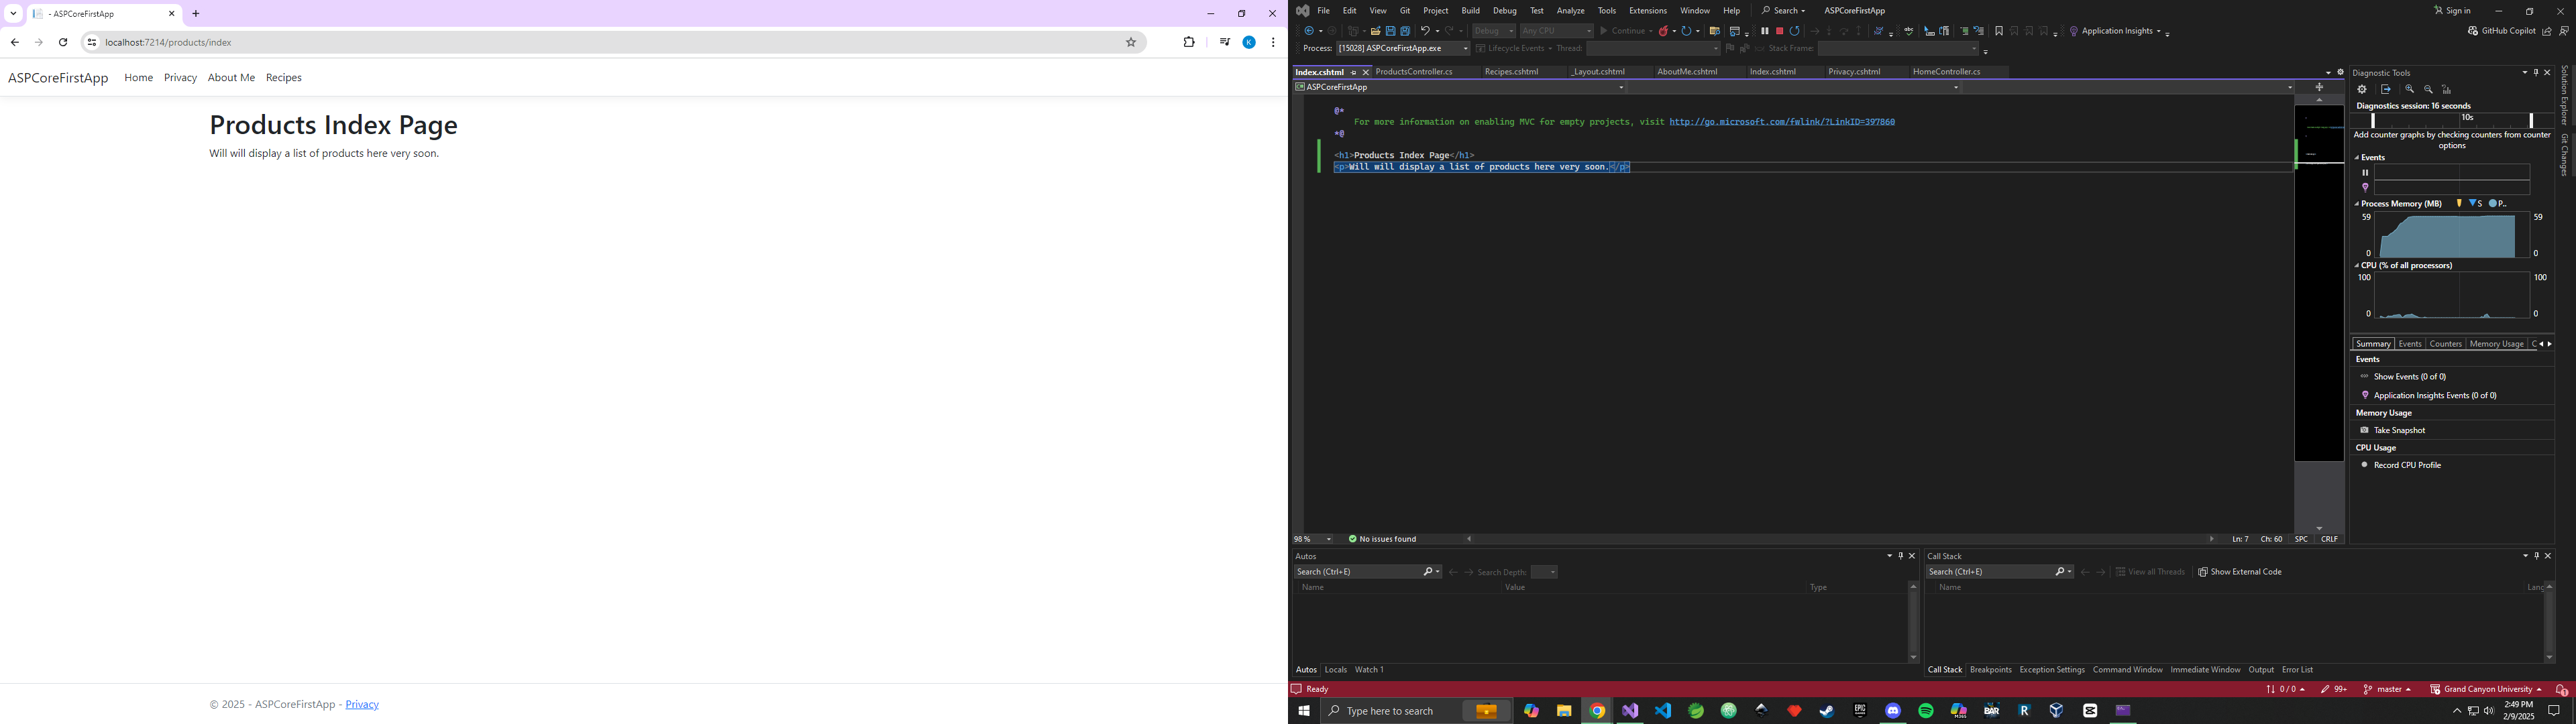 - ASPCoreFirstApp
localhost:7214/products/index
K
ASPCoreFirstApp Home Privacy About Me Recipes
Products Index Page
Will will display a list of products here very soon.
© 2025 - ASPCoreFirstApp - Privacy
File Edit View Git Project Build Debug Test Analyze Tools Extensions Window Help Search ASPCoreFirstApp Sign in
Debug Any CPU Continue Application Insights GitHub Copilot
Process: [15028] ASPCoreFirstApp.exe Lifecycle Events Thread: Stack Frame:
Index.cshtml ProductsController.cs Recipes.cshtml _Layout.cshtml AboutMe.cshtml Index.cshtml Privacy.cshtml HomeController.cs
ASPCoreFirstApp
@*
For more information on enabling MVC for empty projects, visit http://go.microsoft.com/fwlink/?LinkID=397860
*@
<h1>Products Index Page</h1>
<p>Will will display a list of products here very soon.</p>
98 % No issues found Ln: 7 Ch: 60 SPC CRLF
Diagnostic Tools
Diagnostics session: 16 seconds
10s
Add counter graphs by checking counters from counter
options
Events
Process Memory (MB) S P..
59 59
0 0
CPU (% of all processors)
100 100
0 0
Summary Events Counters Memory Usage C
Events
Show Events (0 of 0)
Application Insights Events (0 of 0)
Memory Usage
Take Snapshot
CPU Usage
Record CPU Profile
Solution Explorer
Git Changes
Autos
Search (Ctrl+E) Search Depth:
Name Value Type
Autos Locals Watch 1
Call Stack
Search (Ctrl+E) View all Threads Show External Code
Name Lang
Call Stack Breakpoints Exception Settings Command Window Immediate Window Output Error List
Ready 0 / 0 99+ master Grand Canyon University 1
Type here to search
2:49 PM
2/9/2025